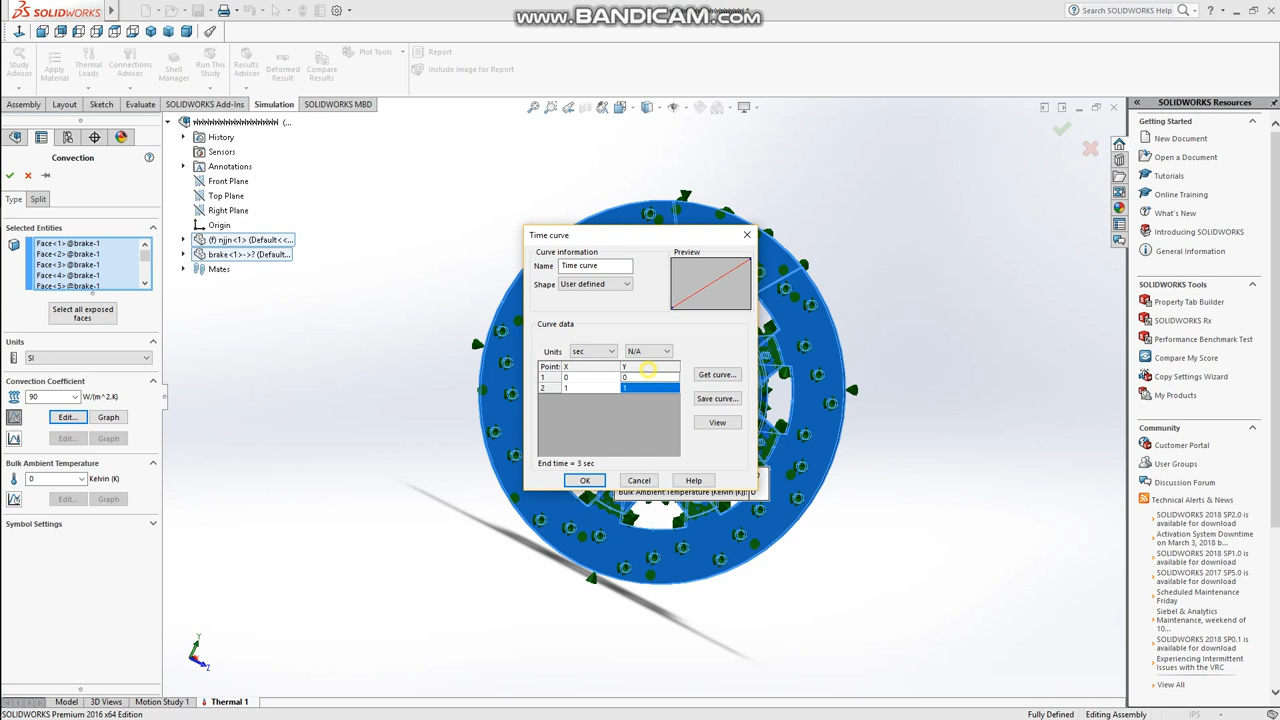 SOLIDWORKS
www.BANDICAM.com
Search SOLIDWORKS Help
Study Advisor
Apply Material
Thermal Loads
Connections Advisor
Shell Manager
Run This Study
Results Advisor
Deformed Result
Compare Results
Plot Tools
Report
Include Image for Report
Assembly
Layout
Sketch
Evaluate
SOLIDWORKS Add-Ins
Simulation
SOLIDWORKS MBD
Convection
Type
Split
Selected Entities
Face<1> @brake-1
Face<2> @brake-1
Face<3> @brake-1
Face<4> @brake-1
Face<5> @brake-1
Select all exposed
faces
Units
SI
Convection Coefficient
90
W/(m^2.K)
Edit...
Graph
Edit...
Graph
Bulk Ambient Temperature
0
Kelvin (K)
Edit...
Graph
Symbol Settings
History
Sensors
Annotations
Front Plane
Top Plane
Right Plane
Origin
(f) njjn<1> (Default<<...
brake<1>->? (Default...
Mates
Time curve
Curve information
Name
Time curve
Shape
User defined
Preview
Curve data
Units
sec
N/A
Point:
X
Y
1
0
0
2
1
1
Get curve...
Save curve...
View
End time = 3 sec
OK
Cancel
Help
Bulk Ambient Temperature (Kelvin (K)): 0
SOLIDWORKS Resources
Getting Started
New Document
Open a Document
Tutorials
Online Training
What's New
Introducing SOLIDWORKS
General Information
SOLIDWORKS Tools
Property Tab Builder
SOLIDWORKS Rx
Performance Benchmark Test
Compare My Score
Copy Settings Wizard
My Products
Community
Customer Portal
User Groups
Discussion Forum
Technical Alerts & News
SOLIDWORKS 2018 SP2.0 is
available for download
Activation System Downtime
on March 3, 2018 b...
SOLIDWORKS 2018 SP1.0 is
available for download
SOLIDWORKS 2017 SP5.0 is
available for download
Scheduled Maintenance
Friday
Siebel & Analytics
Maintenance, weekend of
10...
SOLIDWORKS 2018 SP0.1 is
available for download
Experiencing Intermittent
Issues with the VRC
View All
Y
Z
Model
3D Views
Motion Study 1
Thermal 1
SOLIDWORKS Premium 2016 x64 Edition
Fully Defined
Editing Assembly
IPS